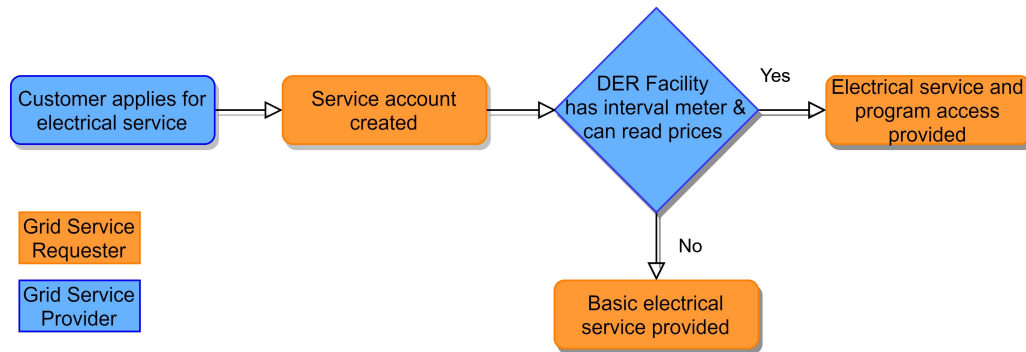 Customer applies for
electrical service
Service account
created
DER Facility
has interval meter &
can read prices
Yes
Electrical service and
program access
provided
No
Basic electrical
service provided
Grid Service
Requester
Grid Service
Provider